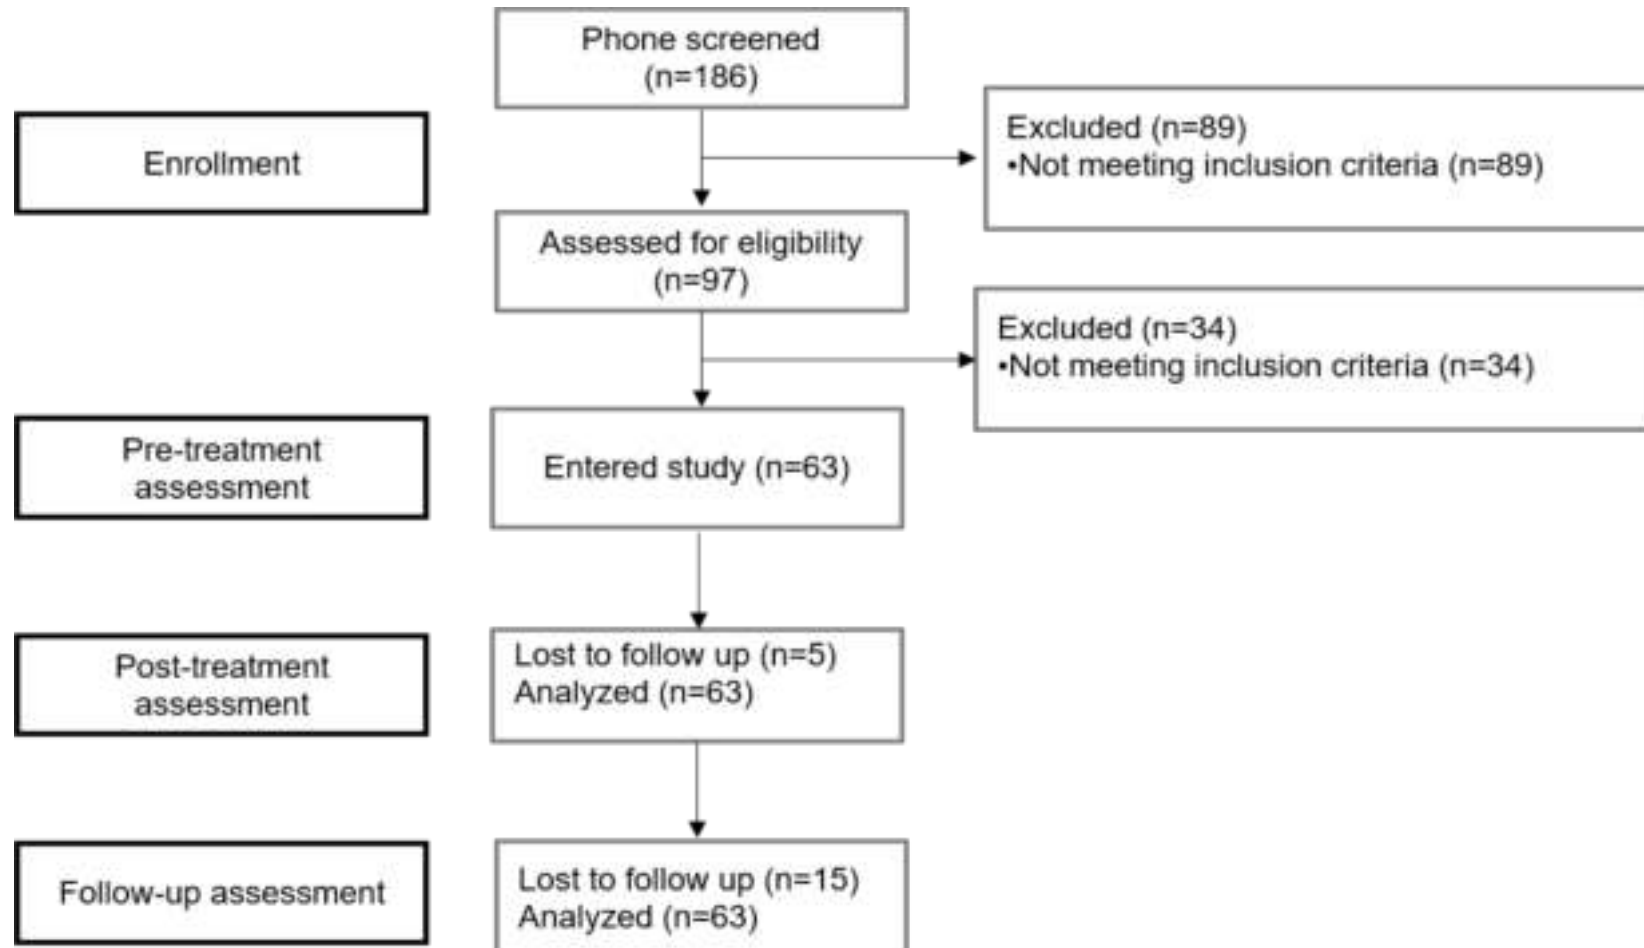 Phone screened
(n=186)
Enrollment
Excluded (n=89)
•Not meeting inclusion criteria (n=89)
Assessed for eligibility
(n=97)
Excluded (n=34)
•Not meeting inclusion criteria (n=34)
Pre-treatment
assessment
Entered study (n=63)
Post-treatment
assessment
Lost to follow up (n=5)
Analyzed (n=63)
Follow-up assessment
Lost to follow up (n=15)
Analyzed (n=63)